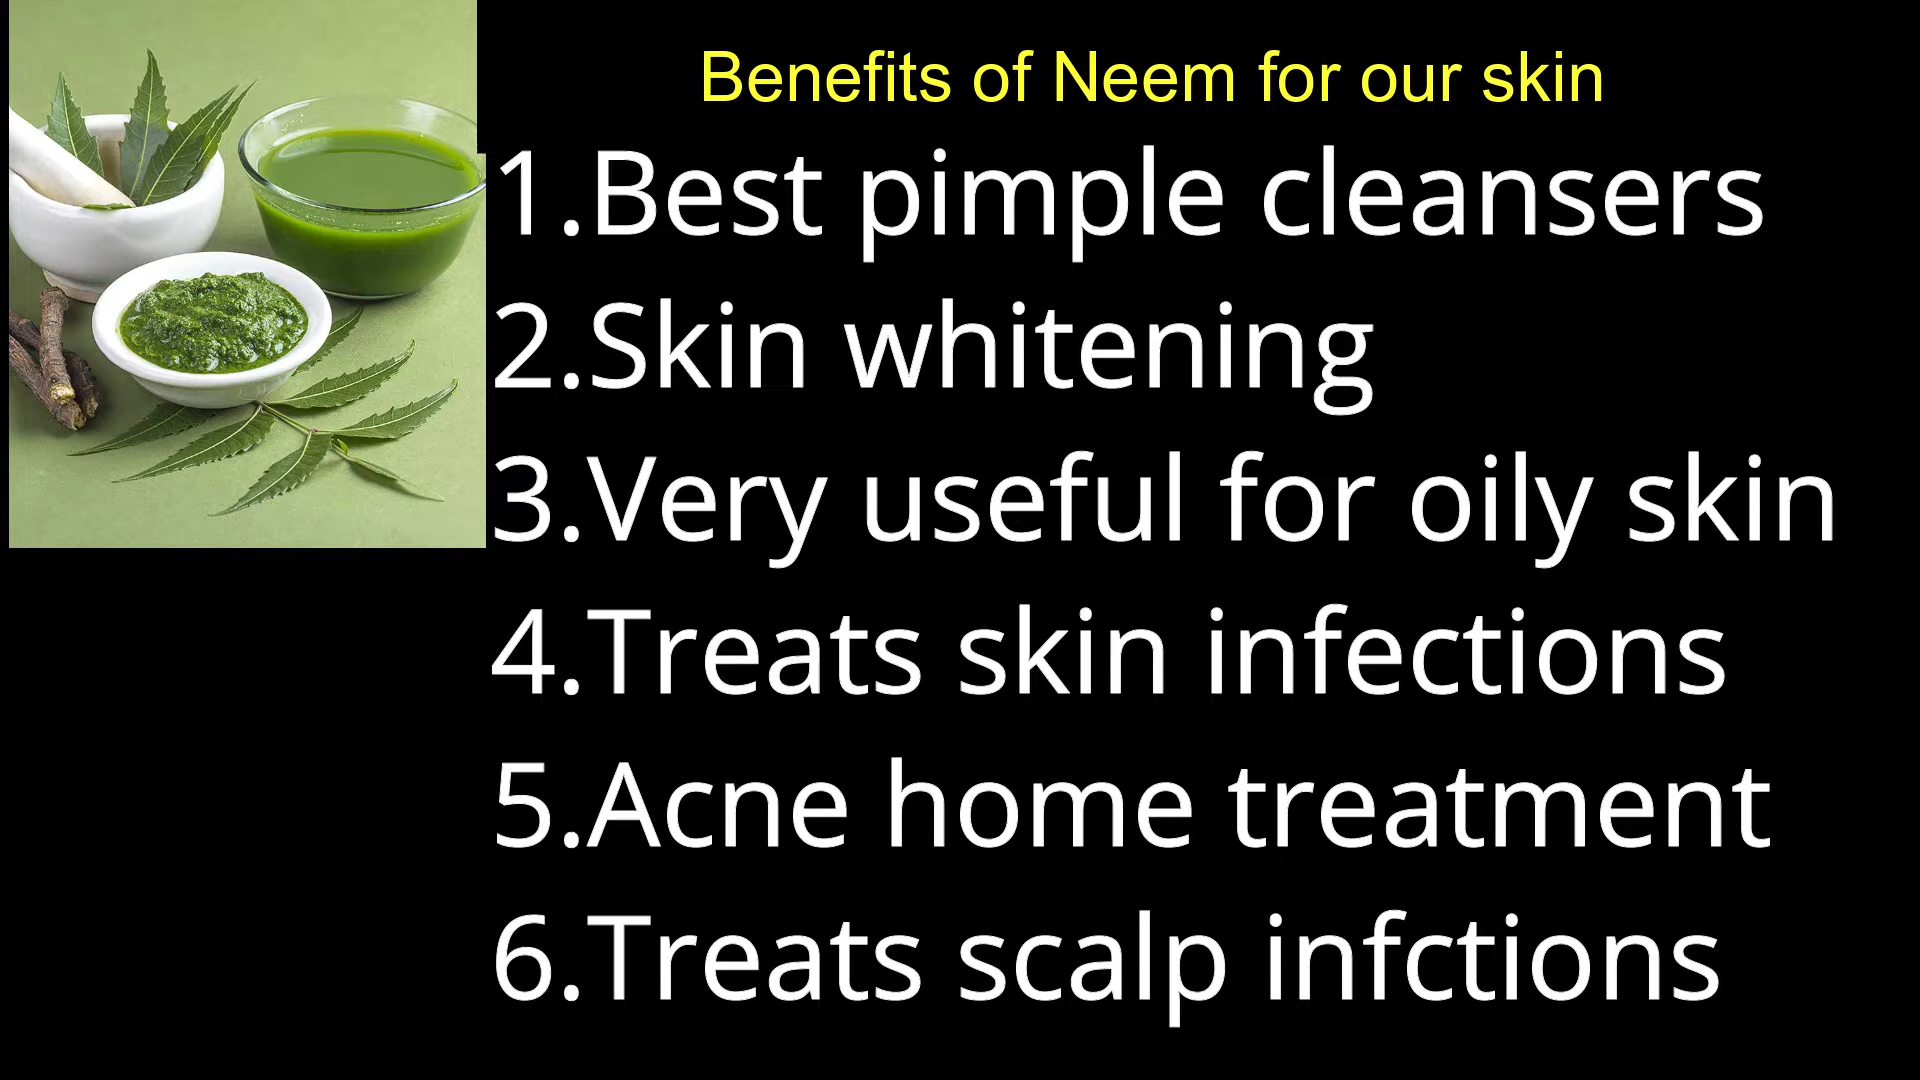 Benefits of Neem for our skin
1.Best pimple cleansers
2.Skin whitening
3.Very useful for oily skin
4.Treats skin infections
5.Acne home treatment
6.Treats scalp infctions